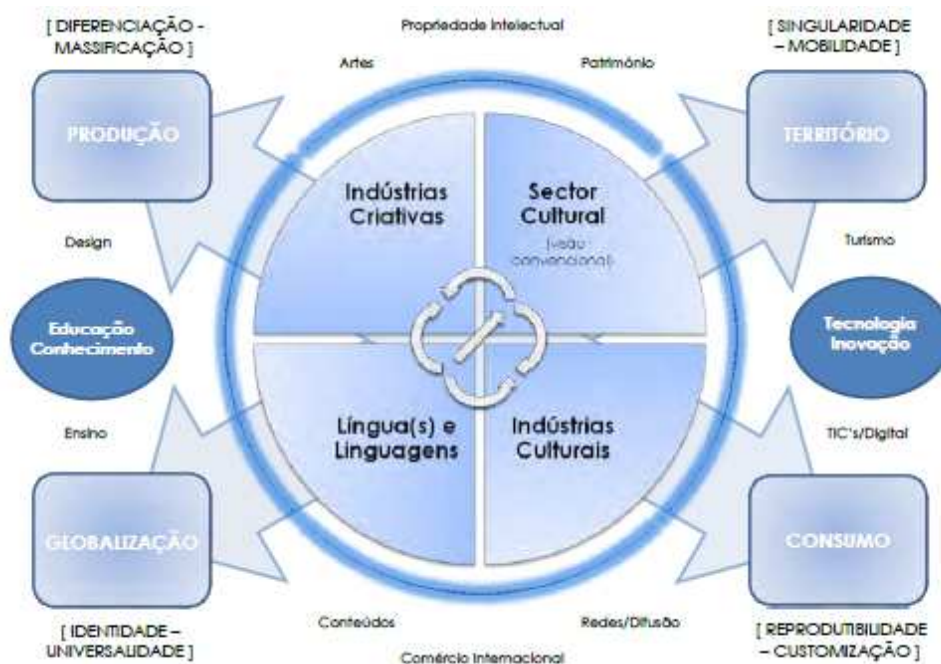 [ DIFERENCIAÇÃO -
MASSIFICAÇÃO ]
Propriedade Intelectual
[ SINGULARIDADE
– MOBILIDADE ]
Artes
Património
PRODUÇÃO
TERRITÓRIO
Indústrias
Criativas
Sector
Cultural
(visão
convencional)
Design
Turismo
Educação
Conhecimento
Tecnologia
Inovação
Ensino
TIC's/Digital
Língua(s) e
Linguagens
Indústrias
Culturais
GLOBALIZAÇÃO
CONSUMO
Conteúdos
Redes/Difusão
[ IDENTIDADE –
UNIVERSALIDADE ]
Comércio Internacional
[ REPRODUTIBILIDADE
– CUSTOMIZAÇÃO ]